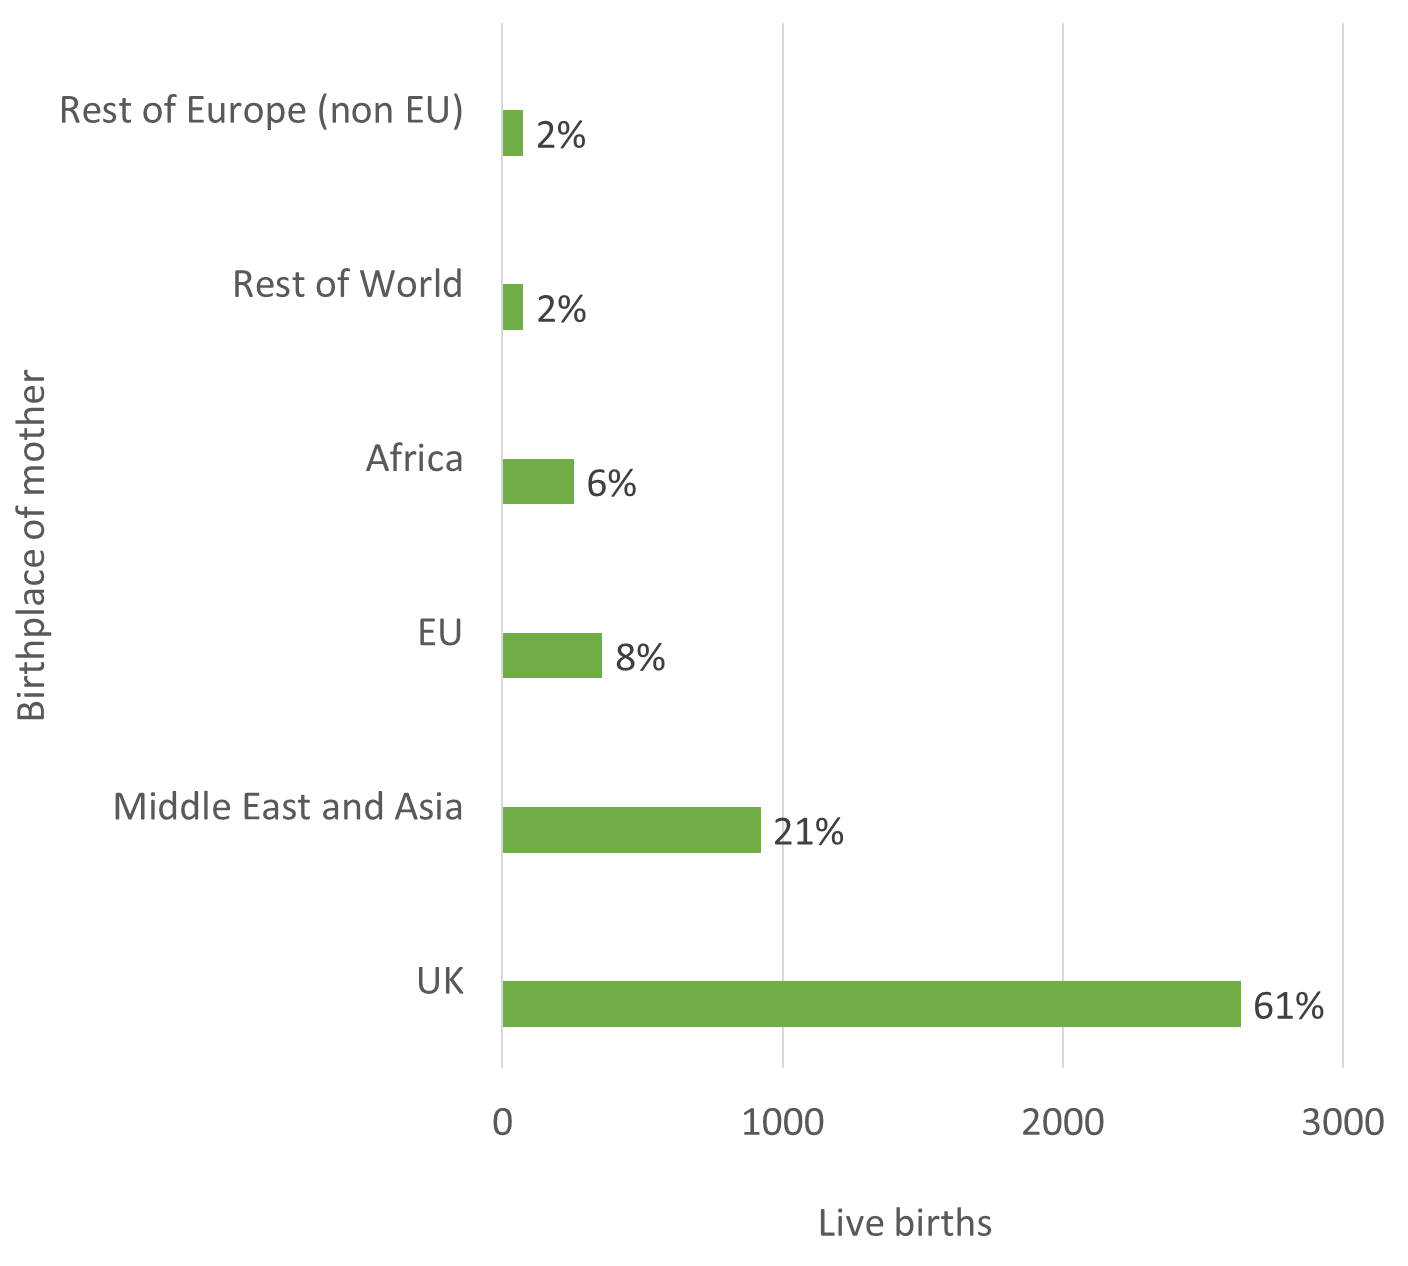 Rest of Europe (non EU)
2%
Rest of World
2%
Africa
6%
EU
8%
Middle East and Asia
21%
UK
61%
Birthplace of mother
0 1000 2000 3000
Live births